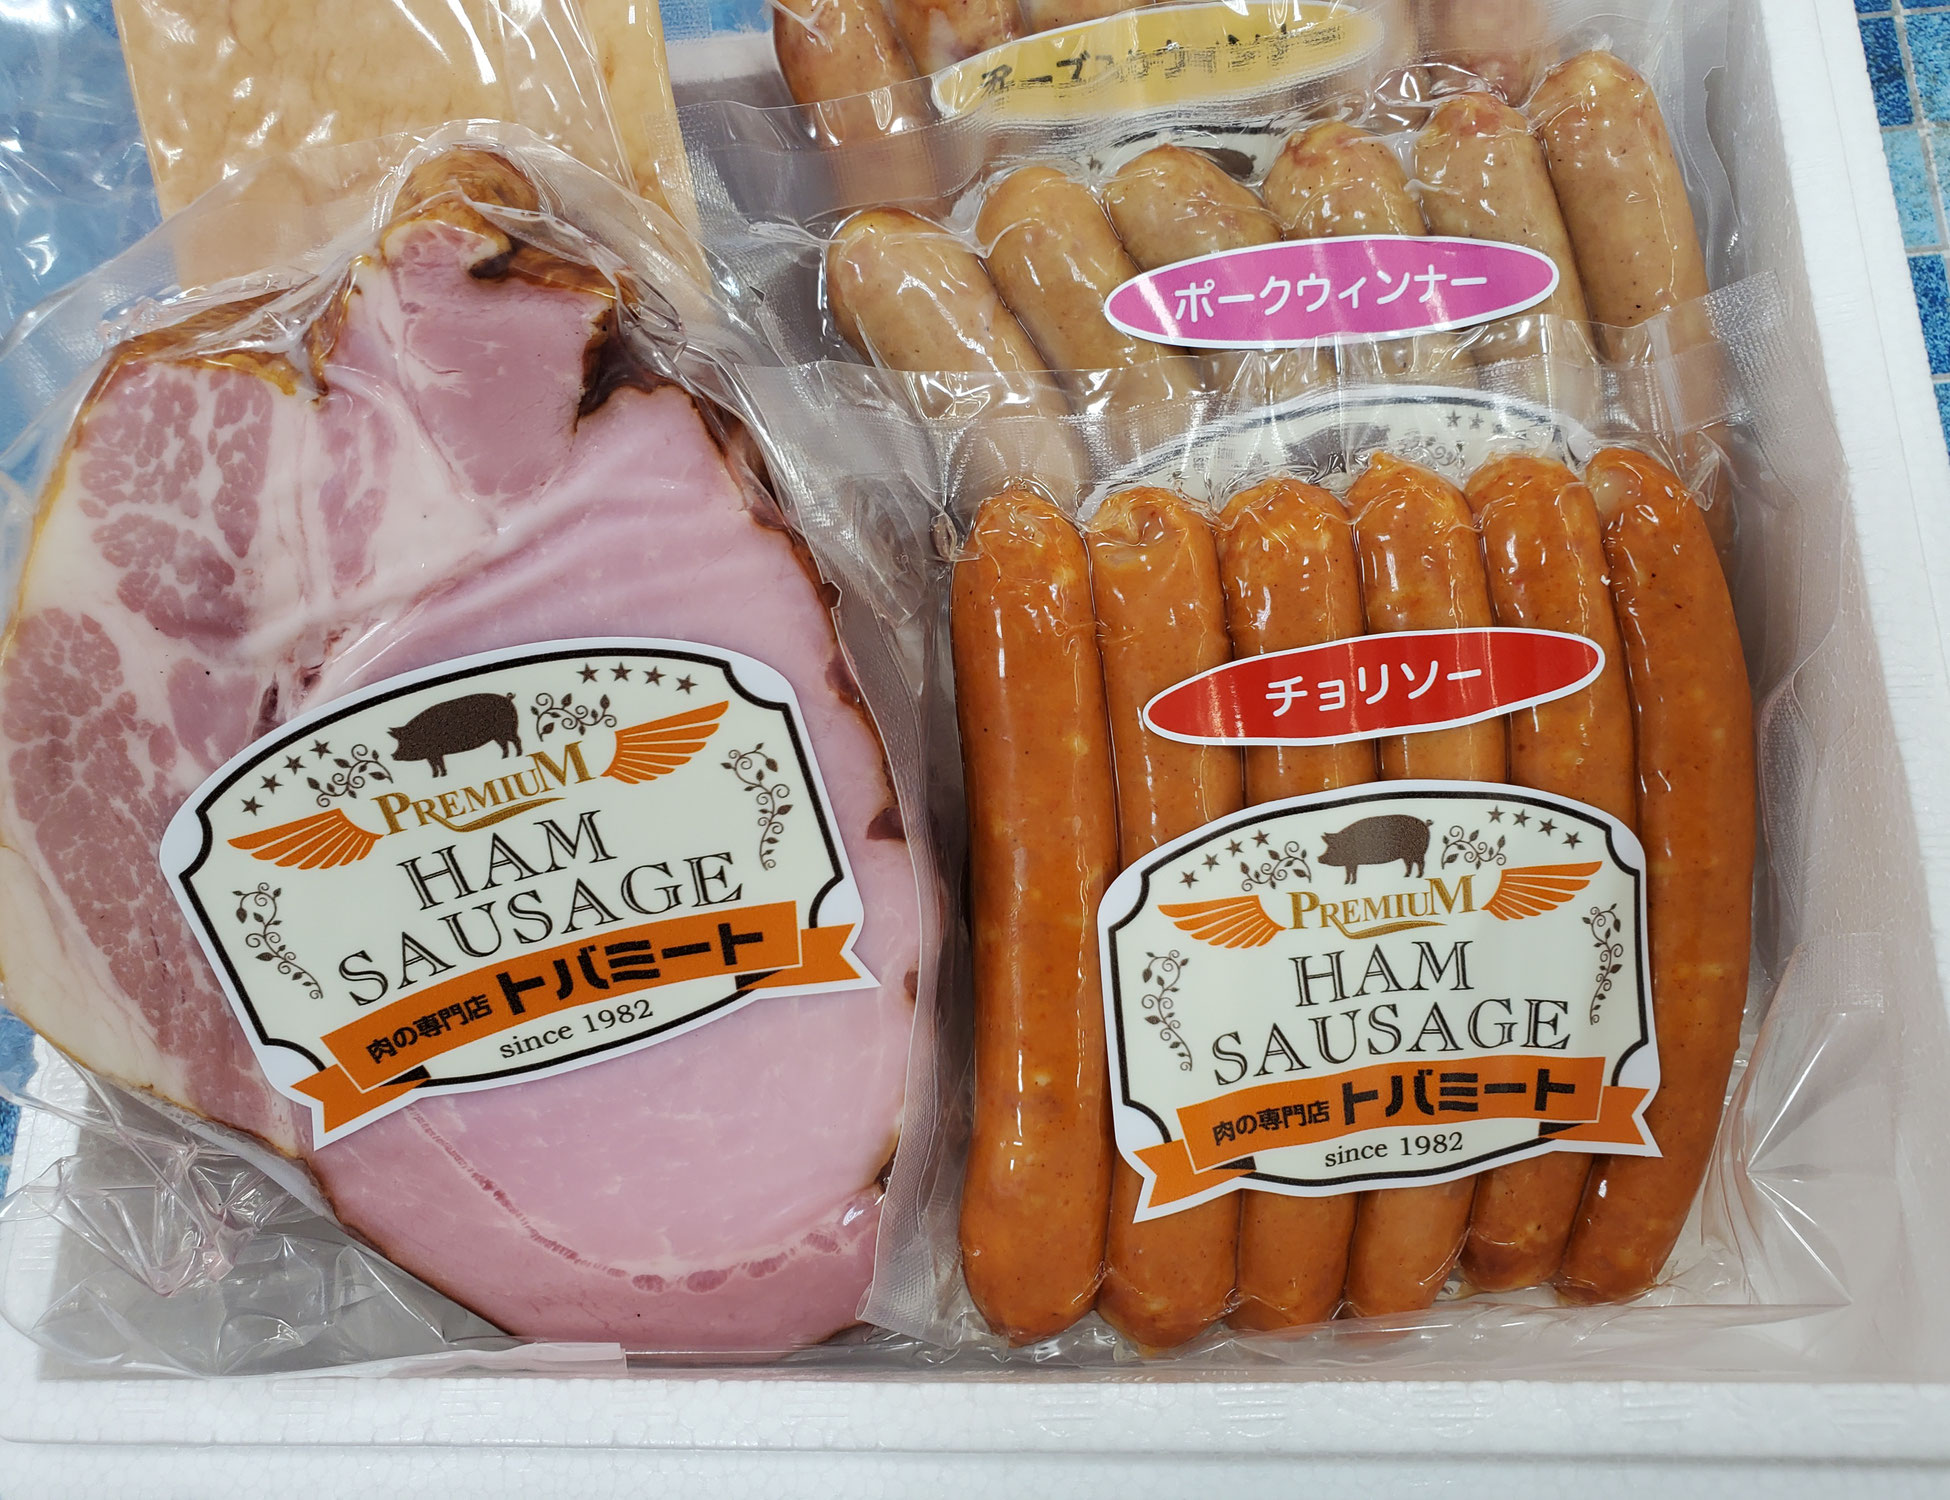 ポークウィンナー
チョリソー
PREMIUM
HAM
SAUSAGE
肉の専門店 トバミート
since 1982
PREMIUM
HAM
SAUSAGE
肉の専門店 トバミート
since 1982